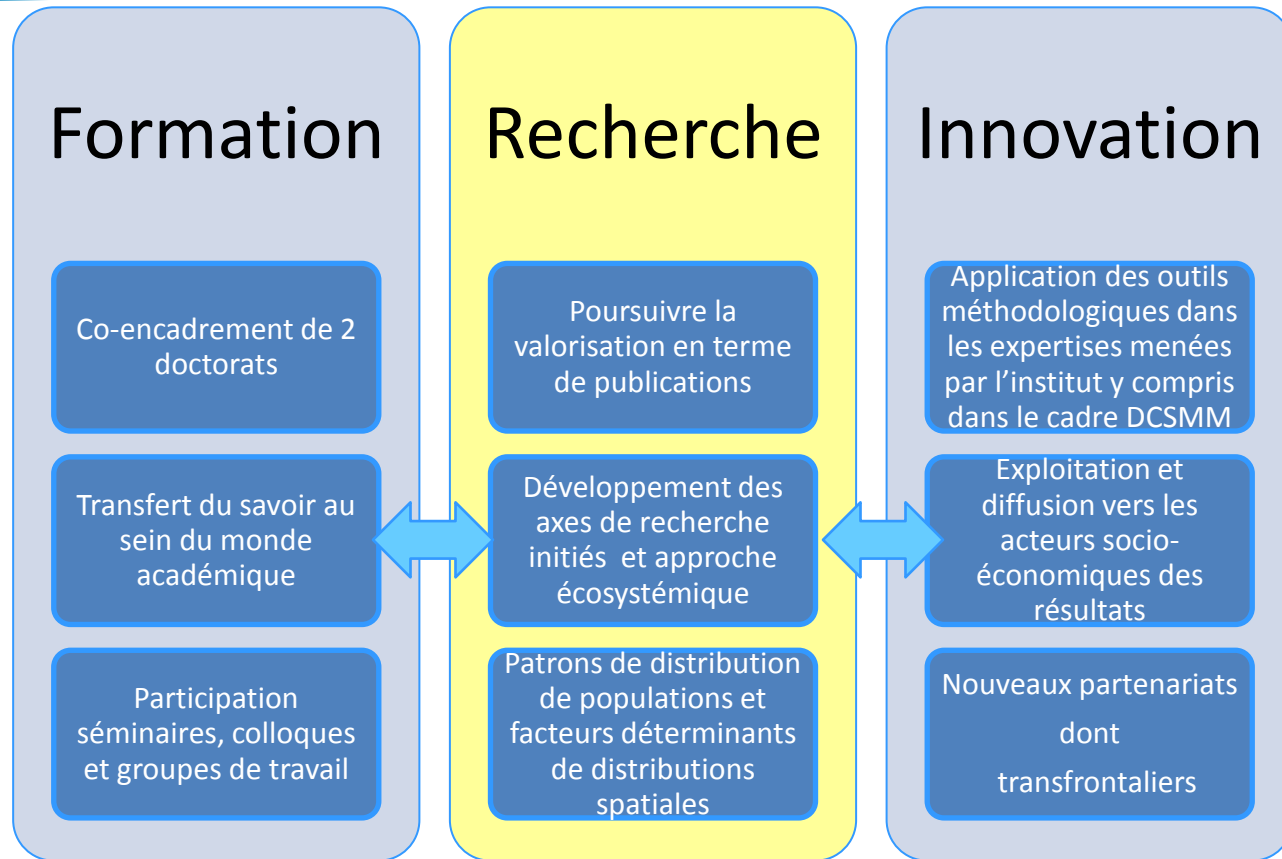 Formation
Co-encadrement de 2
doctorats
Transfert du savoir au
sein du monde
académique
Participation
séminaires, colloques
et groupes de travail
Recherche
Poursuivre la
valorisation en terme
de publications
Développement des
axes de recherche
initiés et approche
écosystémique
Patrons de distribution
de populations et
facteurs déterminants
de distributions
spatiales
Innovation
Application des outils
méthodologiques dans
les expertises menées
par l’institut y compris
dans le cadre DCSMM
Exploitation et
diffusion vers les
acteurs socio-
économiques des
résultats
Nouveaux partenariats
dont
transfrontaliers